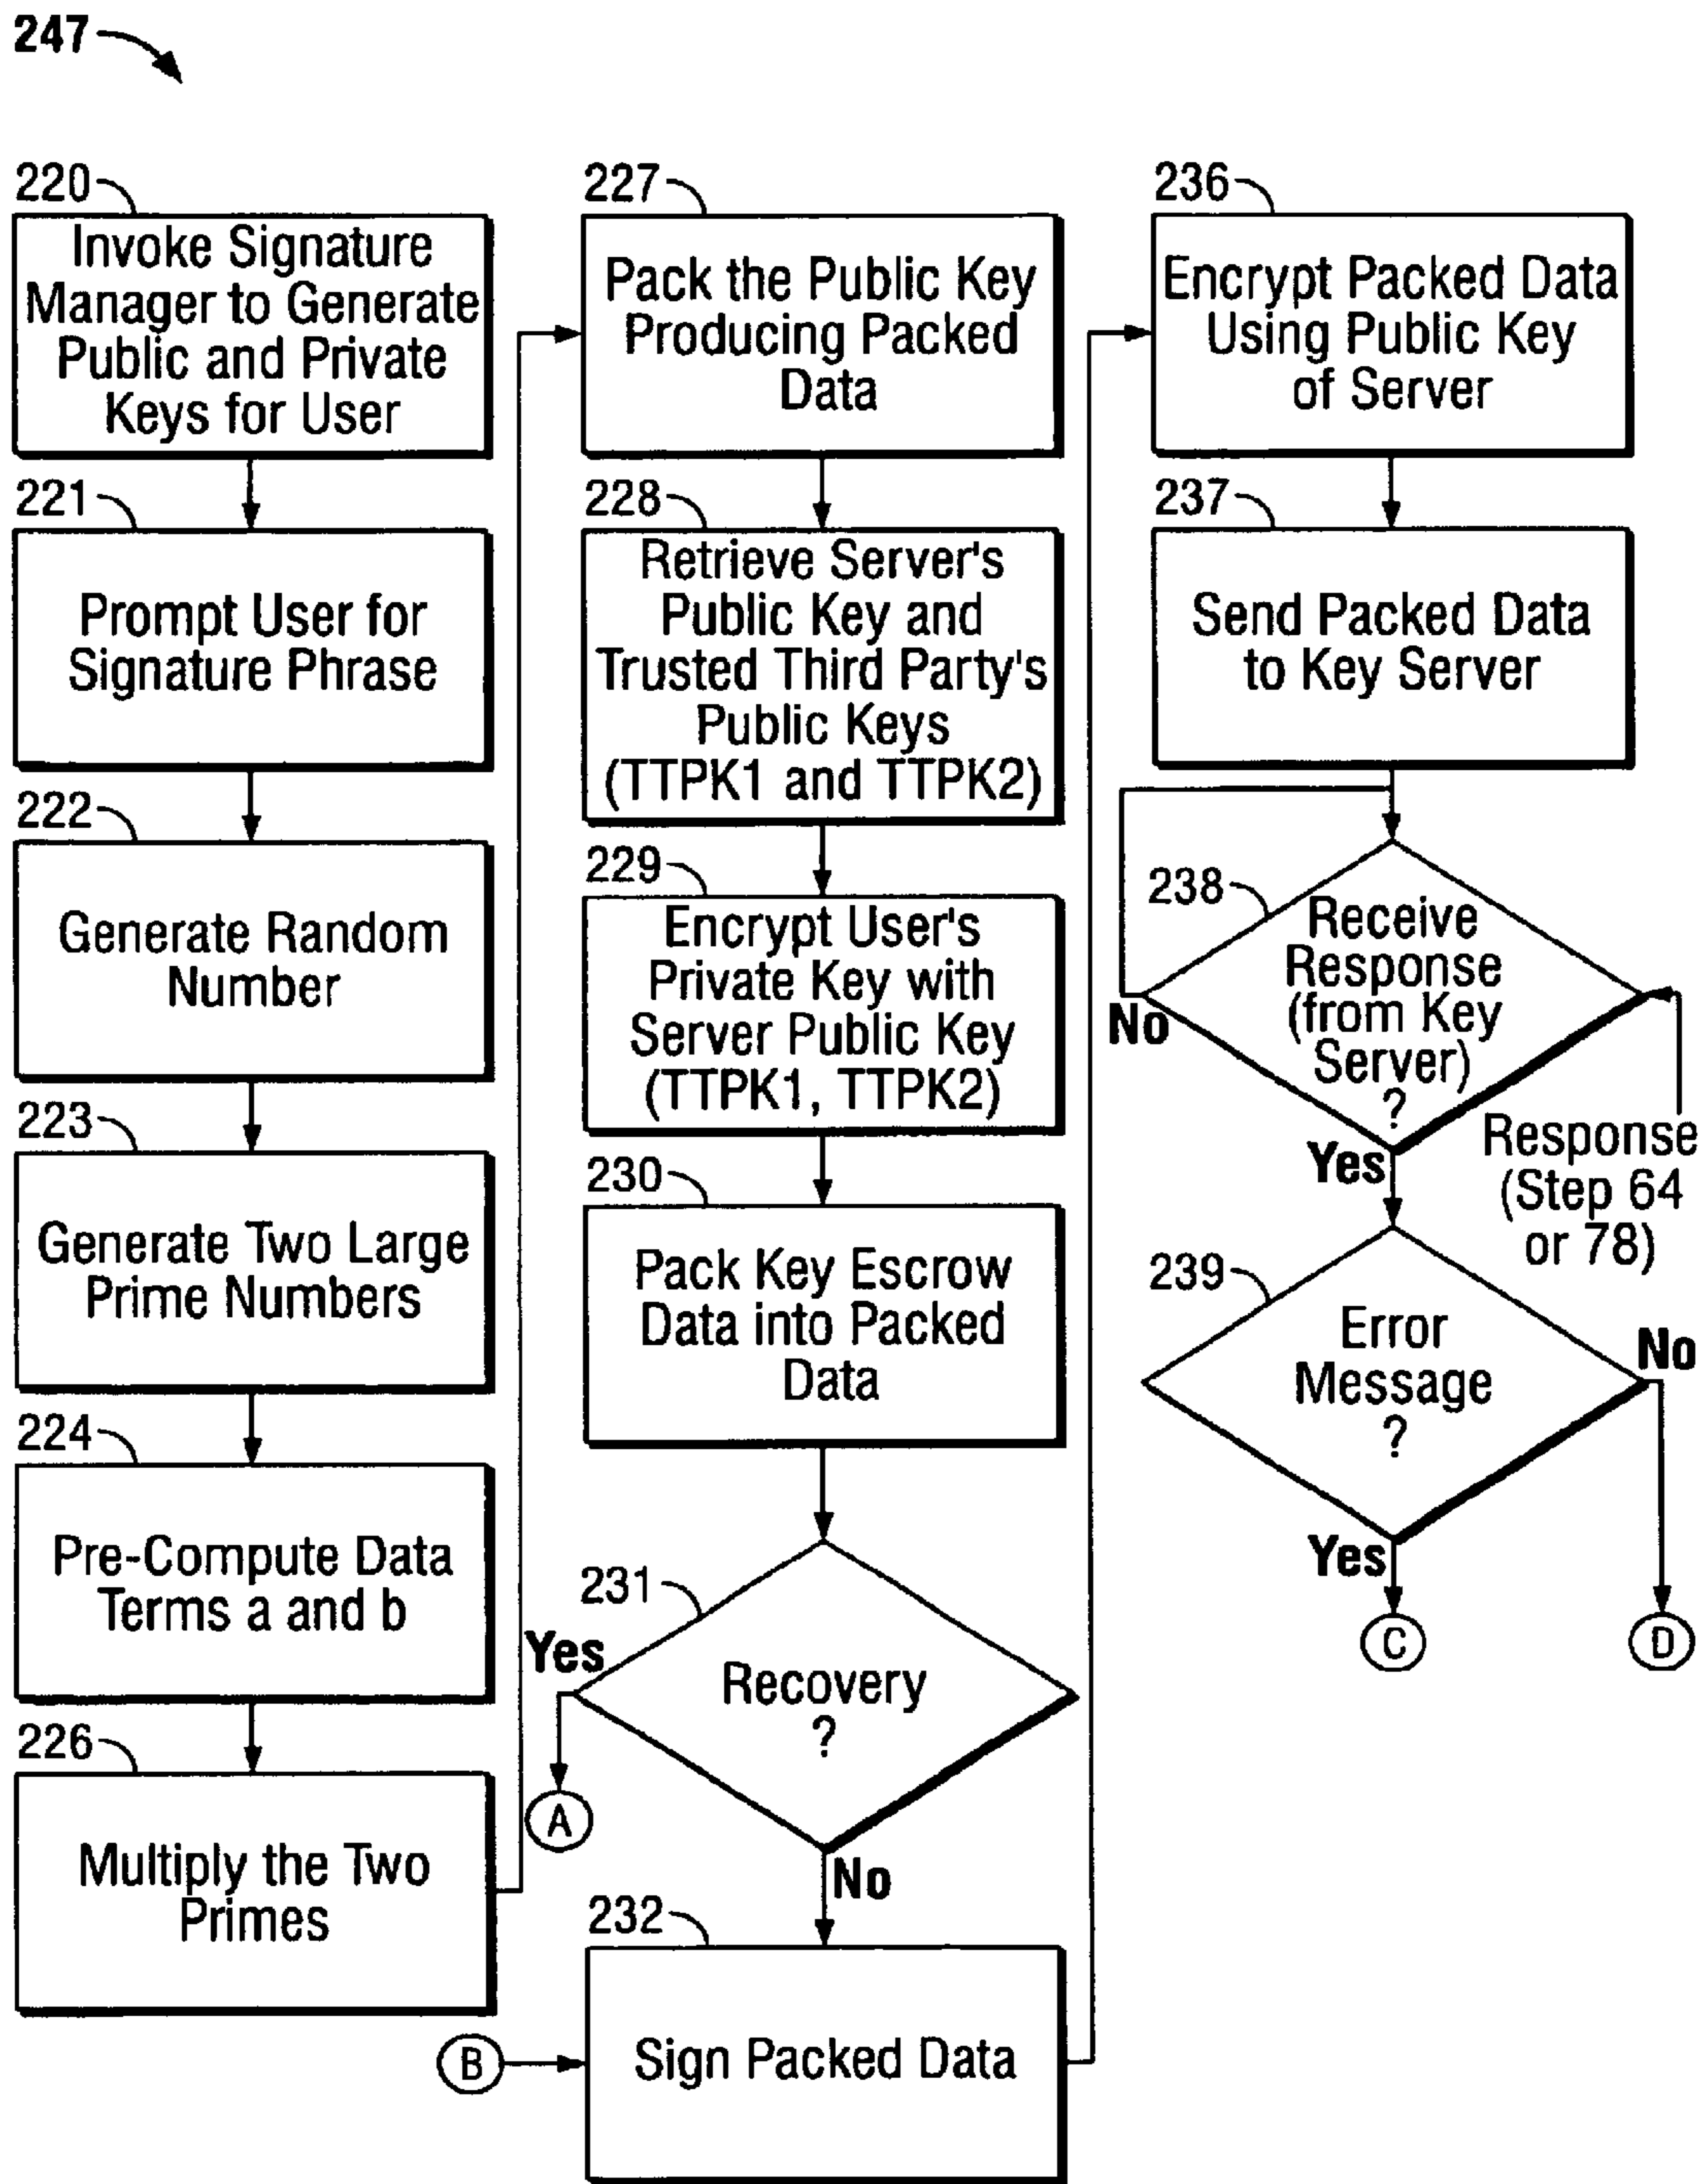 247
220
Invoke Signature
Manager to Generate
Public and Private
Keys for User
221
Prompt User for
Signature Phrase
222
Generate Random
Number
223
Generate Two Large
Prime Numbers
224
Pre-Compute Data
Terms a and b
226
Multiply the Two
Primes
227
Pack the Public Key
Producing Packed
Data
228
Retrieve Server's
Public Key and
Trusted Third Party's
Public Keys
(TTPK1 and TTPK2)
229
Encrypt User's
Private Key with
Server Public Key
(TTPK1, TTPK2)
230
Pack Key Escrow
Data into Packed
Data
231
Yes
Recovery
?
A
No
232
B
Sign Packed Data
236
Encrypt Packed Data
Using Public Key
of Server
237
Send Packed Data
to Key Server
238
Receive
Response
(from Key
Server)
?
No
Yes
Response
(Step 64
or 78)
239
Error
Message
?
No
Yes
C
D